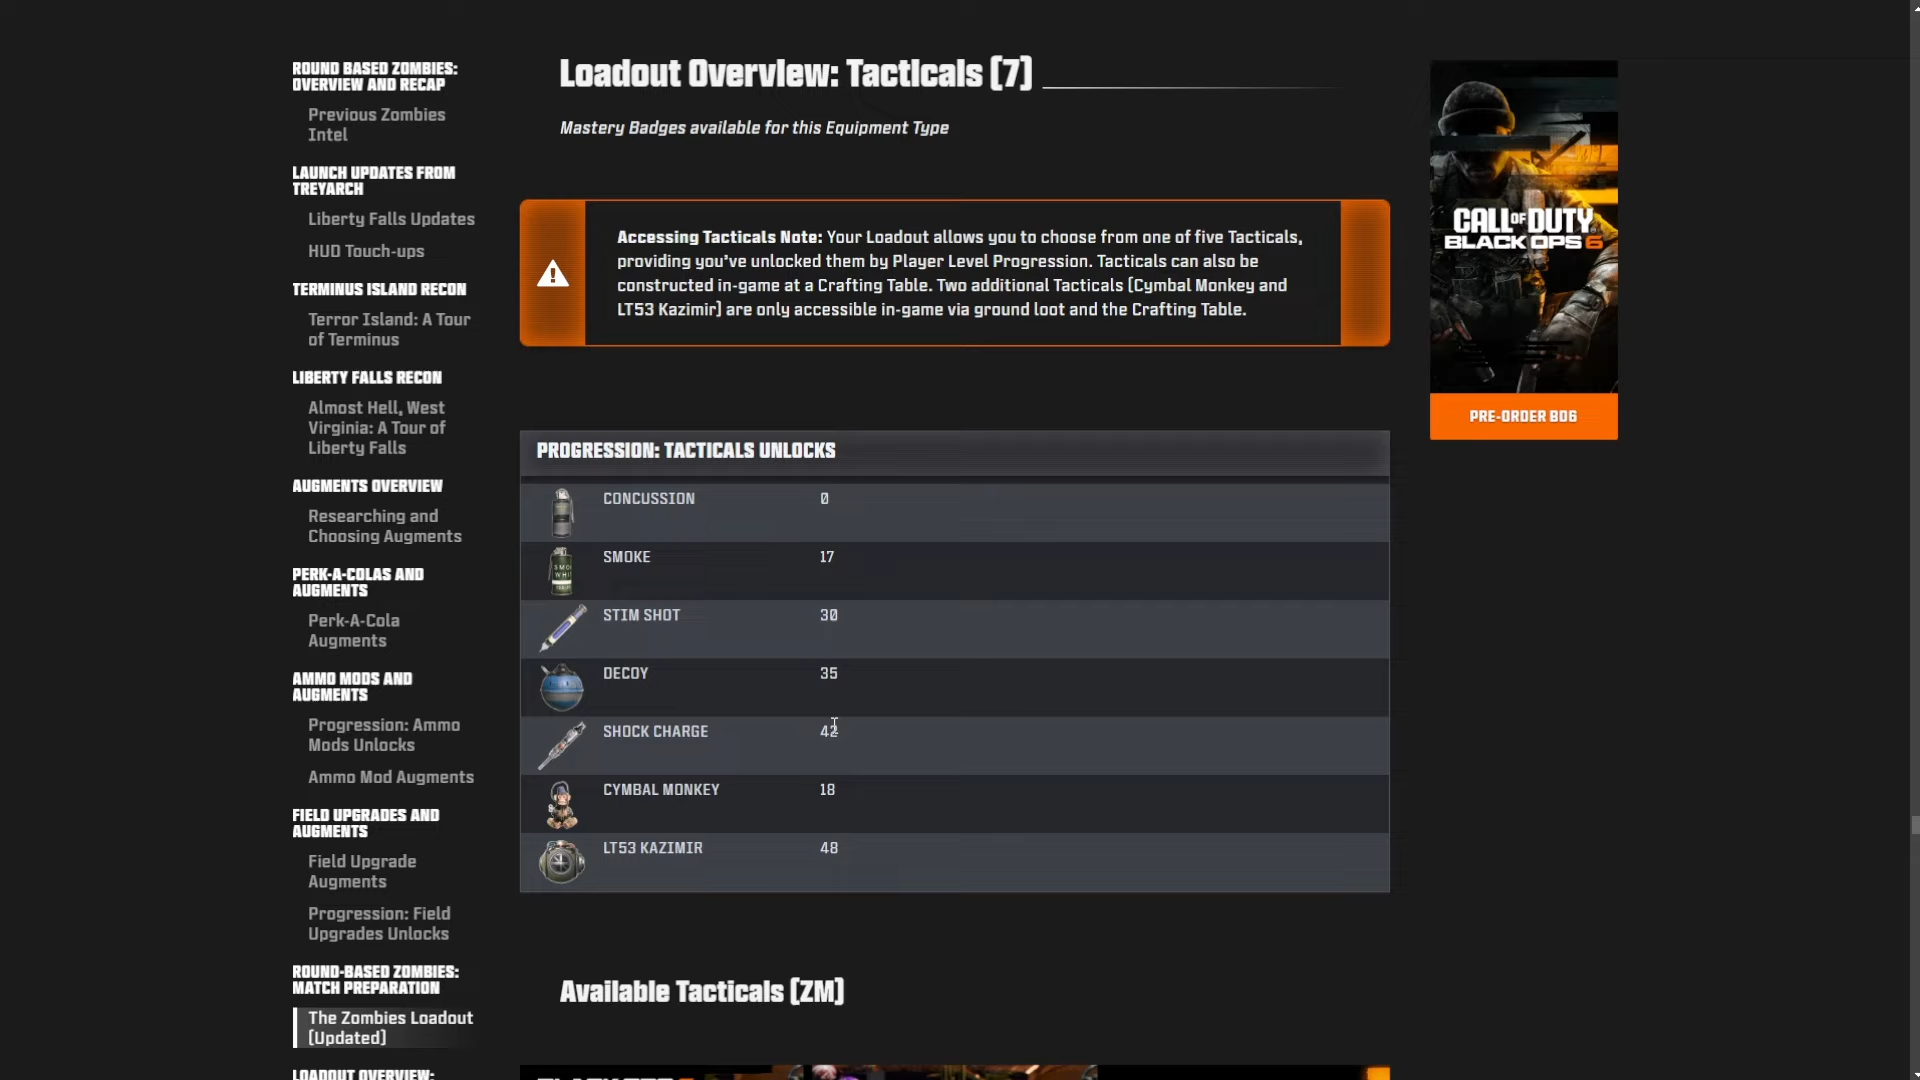 ROUND BASED ZOMBIES:
OVERVIEW AND RECAP
Previous Zombies
Intel
LAUNCH UPDATES FROM
TREYARCH
Liberty Falls Updates
HUD Touch-ups
TERMINUS ISLAND RECON
Terror Island: A Tour
of Terminus
LIBERTY FALLS RECON
Almost Hell, West
Virginia: A Tour of
Liberty Falls
AUGMENTS OVERVIEW
Researching and
Choosing Augments
PERK-A-COLAS AND
AUGMENTS
Perk-A-Cola
Augments
AMMO MODS AND
AUGMENTS
Progression: Ammo
Mods Unlocks
Ammo Mod Augments
FIELD UPGRADES AND
AUGMENTS
Field Upgrade
Augments
Progression: Field
Upgrades Unlocks
ROUND-BASED ZOMBIES:
MATCH PREPARATION
The Zombies Loadout
(Updated)
LOADOUT OVERVIEW:
Loadout Overview: Tacticals (7)
Mastery Badges available for this Equipment Type
Accessing Tacticals Note: Your Loadout allows you to choose from one of five Tacticals,
providing you've unlocked them by Player Level Progression. Tacticals can also be
constructed in-game at a Crafting Table. Two additional Tacticals (Cymbal Monkey and
LT53 Kazimir) are only accessible in-game via ground loot and the Crafting Table.
PROGRESSION: TACTICALS UNLOCKS
CONCUSSION 0
SMOKE 17
STIM SHOT 30
DECOY 35
SHOCK CHARGE 42
CYMBAL MONKEY 18
LT53 KAZIMIR 48
Available Tacticals (ZM)
CALL OF DUTY
BLACK OPS 6
PRE-ORDER BO6